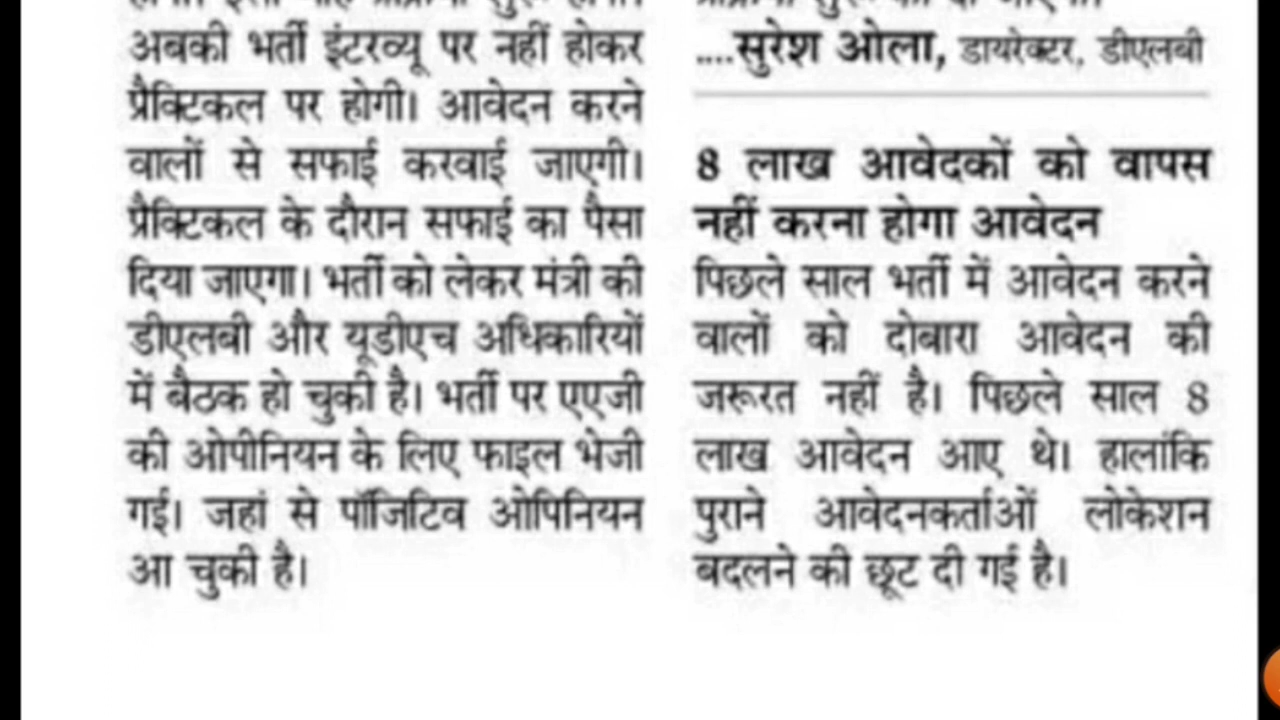 अबकी भर्ती इंटरव्यू पर नहीं होकर
प्रैक्टिकल पर होगी। आवेदन करने
वालों से सफाई करवाई जाएगी।
प्रैक्टिकल के दौरान सफाई का पैसा
दिया जाएगा। भर्ती को लेकर मंत्री की
डीएलबी और यूडीएच अधिकारियों
में बैठक हो चुकी है। भर्ती पर एएजी
की ओपीनियन के लिए फाइल भेजी
गई। जहां से पॉजिटिव ओपिनियन
आ चुकी है।
....सुरेश ओला, डायरेक्टर, डीएलबी
8 लाख आवेदकों को वापस
नहीं करना होगा आवेदन
पिछले साल भर्ती में आवेदन करने
वालों को दोबारा आवेदन की
जरूरत नहीं है। पिछले साल 8
लाख आवेदन आए थे। हालांकि
पुराने आवेदनकर्ताओं लोकेशन
बदलने की छूट दी गई है।